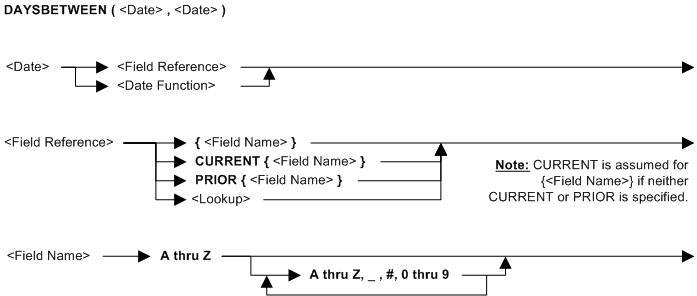 DAYSBETWEEN ( <Date> , <Date> )
<Date> <Field Reference>
<Date Function>
<Field Reference> { <Field Name> }
CURRENT { <Field Name> }
PRIOR { <Field Name> }
<Lookup>
Note: CURRENT is assumed for
{<Field Name>} if neither
CURRENT or PRIOR is specified.
<Field Name> A thru Z
A thru Z, _ , #, 0 thru 9